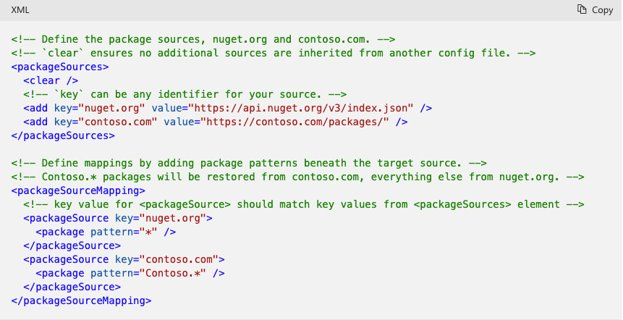 XML
Copy
<!-- Define the package sources, nuget.org and contoso.com. -->
<!-- `clear` ensures no additional sources are inherited from another config file. -->
<packageSources>
  <clear />
  <!-- `key` can be any identifier for your source. -->
  <add key="nuget.org" value="https://api.nuget.org/v3/index.json" />
  <add key="contoso.com" value="https://contoso.com/packages/" />
</packageSources>

<!-- Define mappings by adding package patterns beneath the target source. -->
<!-- Contoso.* packages will be restored from contoso.com, everything else from nuget.org. -->
<packageSourceMapping>
  <!-- key value for <packageSource> should match key values from <packageSources> element -->
  <packageSource key="nuget.org">
    <package pattern="*" />
  </packageSource>
  <packageSource key="contoso.com">
    <package pattern="Contoso.*" />
  </packageSource>
</packageSourceMapping>